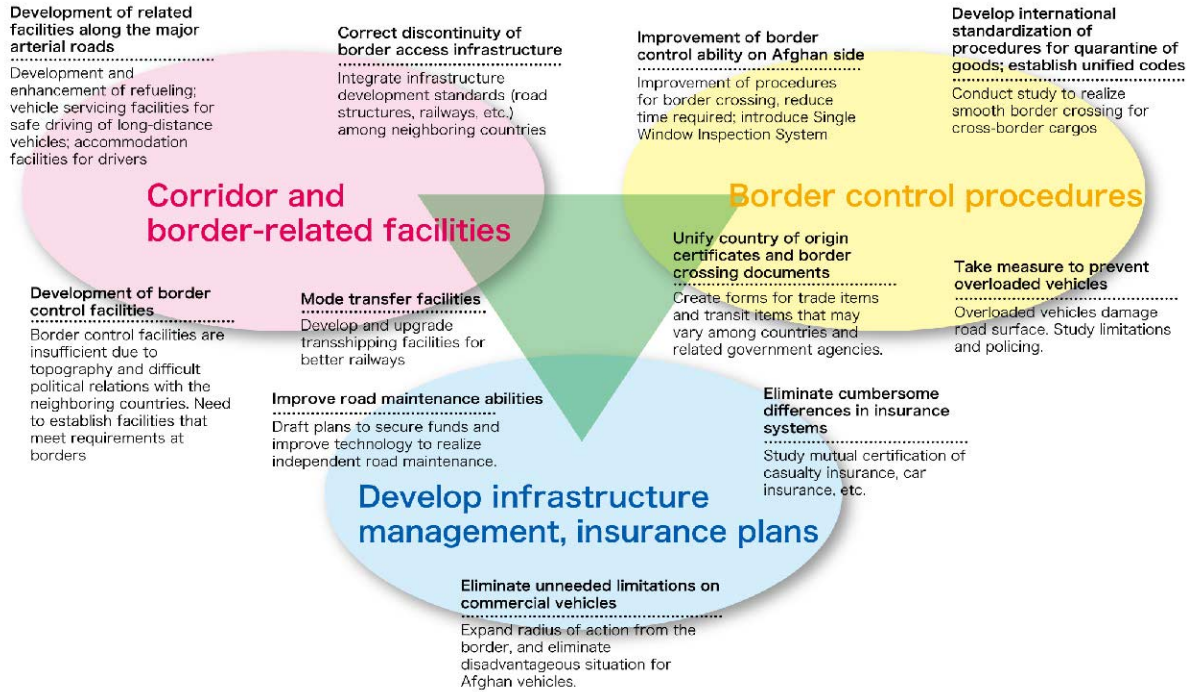 Development of related
facilities along the major
arterial roads
Development and
enhancement of refueling;
vehicle servicing facilities for
safe driving of long-distance
vehicles; accommodation
facilities for drivers
Correct discontinuity of
border access infrastructure
Integrate infrastructure
development standards (road
structures, railways, etc.)
among neighboring countries
Improvement of border
control ability on Afghan side
Improvement of procedures
for border crossing, reduce
time required; introduce Single
Window Inspection System
Develop international
standardization of
procedures for quarantine of
goods; establish unified codes
Conduct study to realize
smooth border crossing for
cross-border cargos
Corridor and
border-related facilities
Border control procedures
Development of border
control facilities
Border control facilities are
insufficient due to
topography and difficult
political relations with the
neighboring countries. Need
to establish facilities that
meet requirements at
borders
Mode transfer facilities
Develop and upgrade
transshipping facilities for
better railways
Unify country of origin
certificates and border
crossing documents
Create forms for trade items
and transit items that may
vary among countries and
related government agencies.
Take measure to prevent
overloaded vehicles
Overloaded vehicles damage
road surface. Study limitations
and policing.
Improve road maintenance abilities
Draft plans to secure funds and
improve technology to realize
independent road maintenance.
Eliminate cumbersome
differences in insurance
systems
Study mutual certification of
casualty insurance, car
insurance, etc.
Develop infrastructure
management, insurance plans
Eliminate unneeded limitations on
commercial vehicles
Expand radius of action from the
border, and eliminate
disadvantageous situation for
Afghan vehicles.